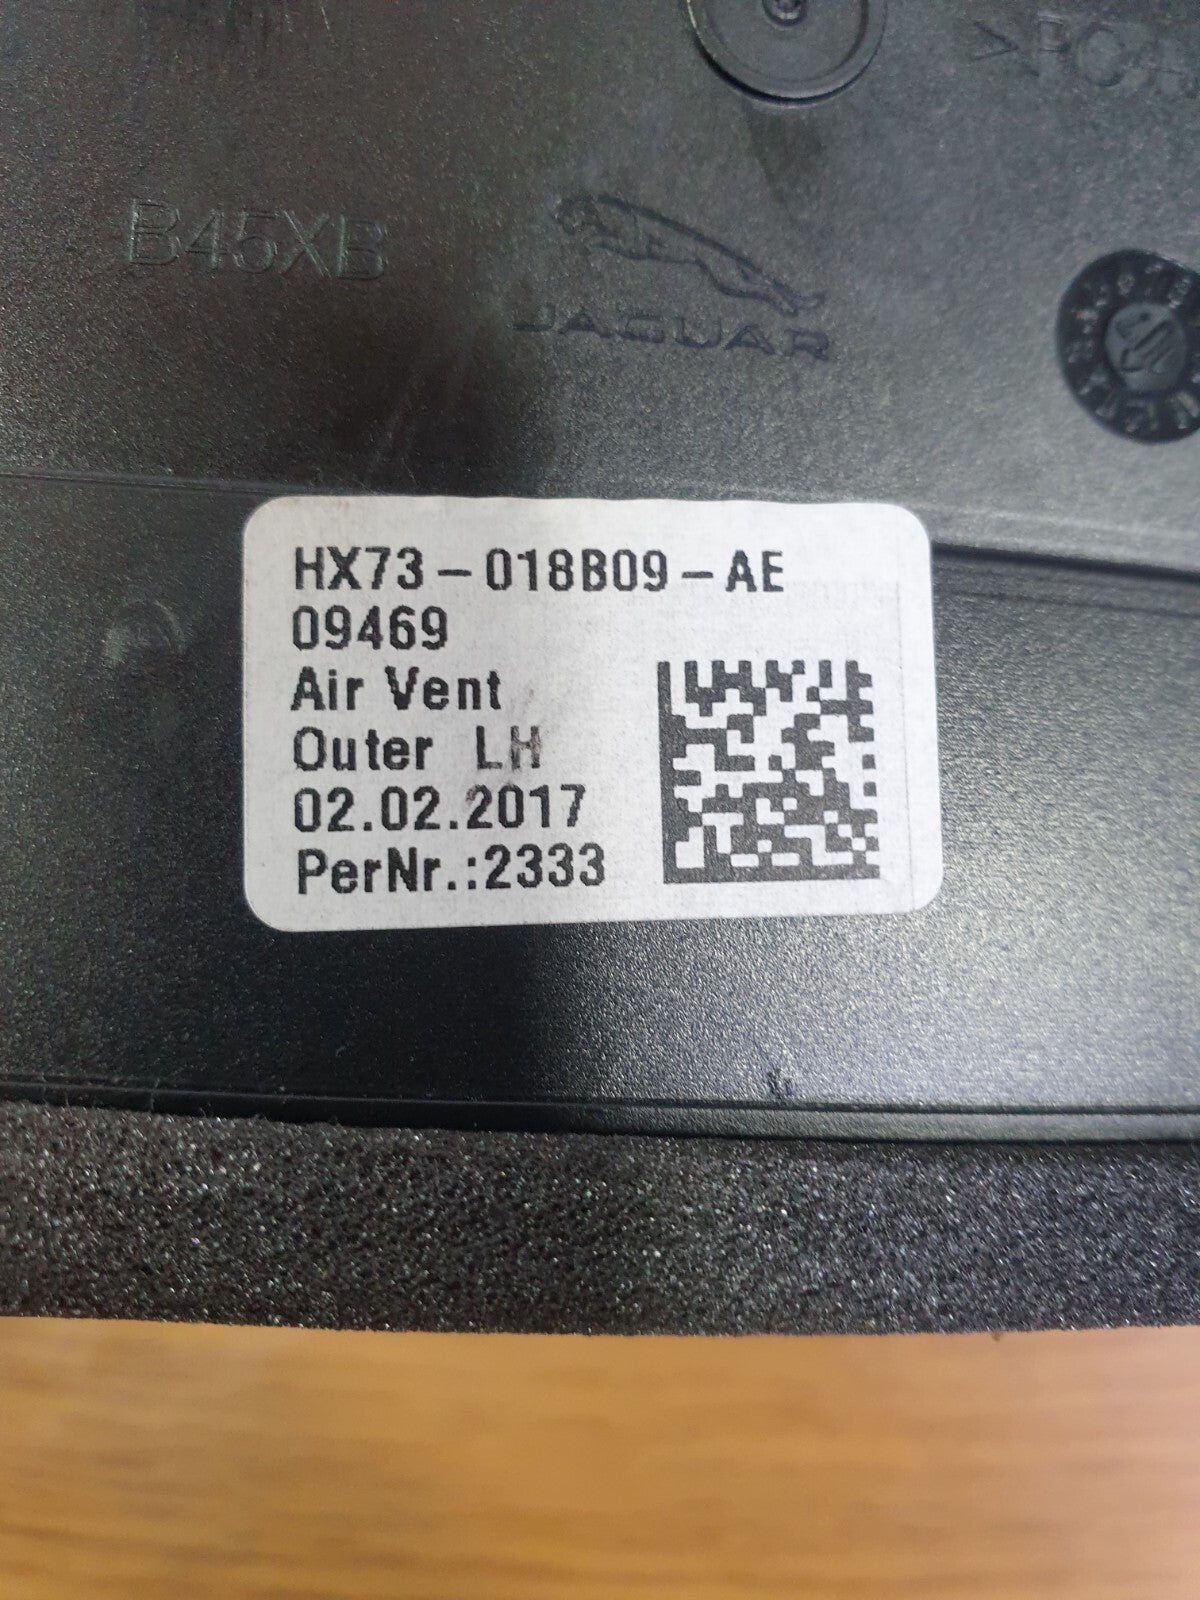 B45XB
JAGUAR
HX73-018B09-AE
09469
Air Vent
Outer LH
02.02.2017
PerNr.:2333